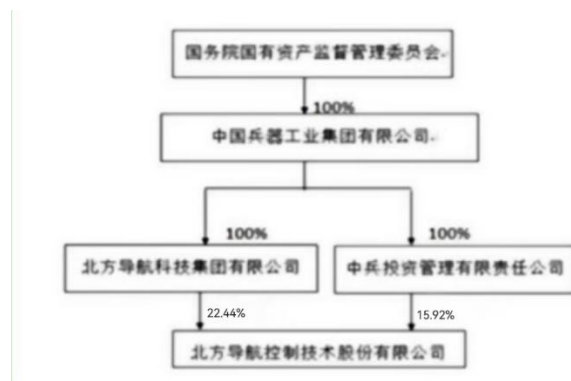 国务院国有资产监督管理委员会
100%
中国兵器工业集团有限公司
100%
100%
北方导航科技集团有限公司
中兵投资管理有限责任公司
22.44%
15.92%
北方导航控制技术股份有限公司